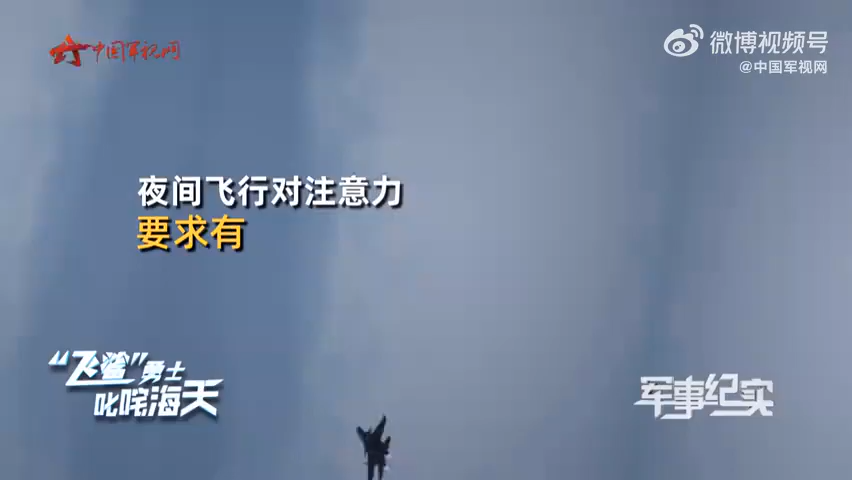 中国军视网
微博视频号
@中国军视网
夜间飞行对注意力
要求有
“飞鲨”勇士
叱咤海天
军事纪实